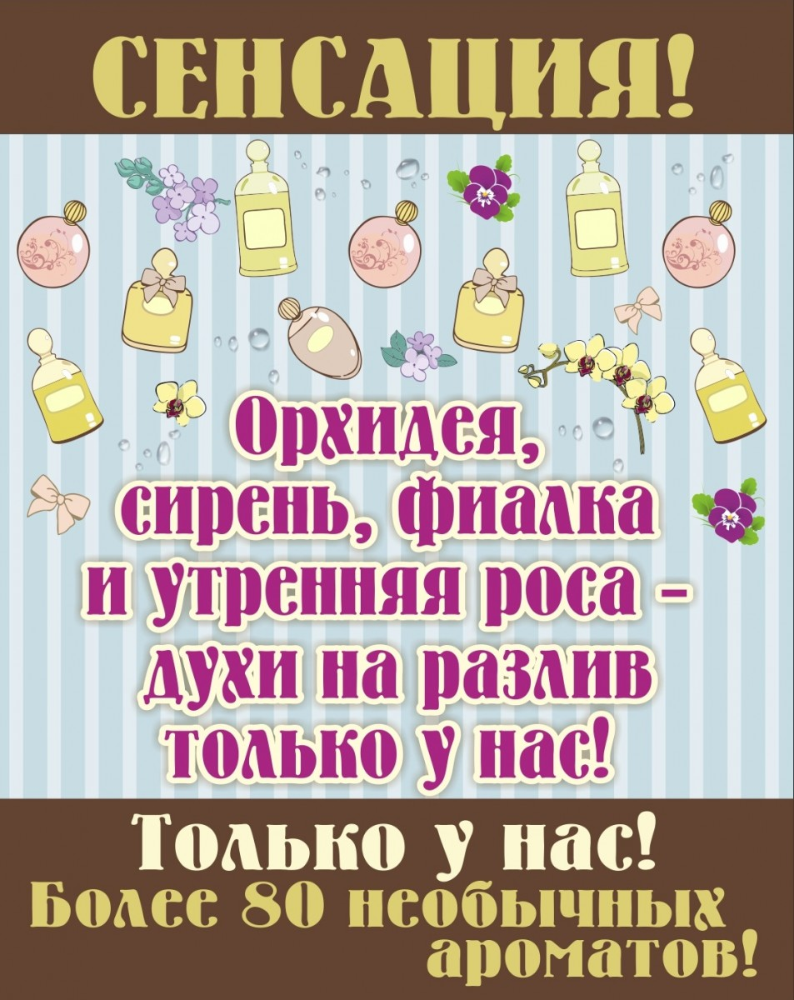 СЕНСАЦИЯ!
Орхидея,
сирень, фиалка
и утренняя роса -
духи на разлив
только у нас!
Только у нас!
Более 80 необычных
ароматов!